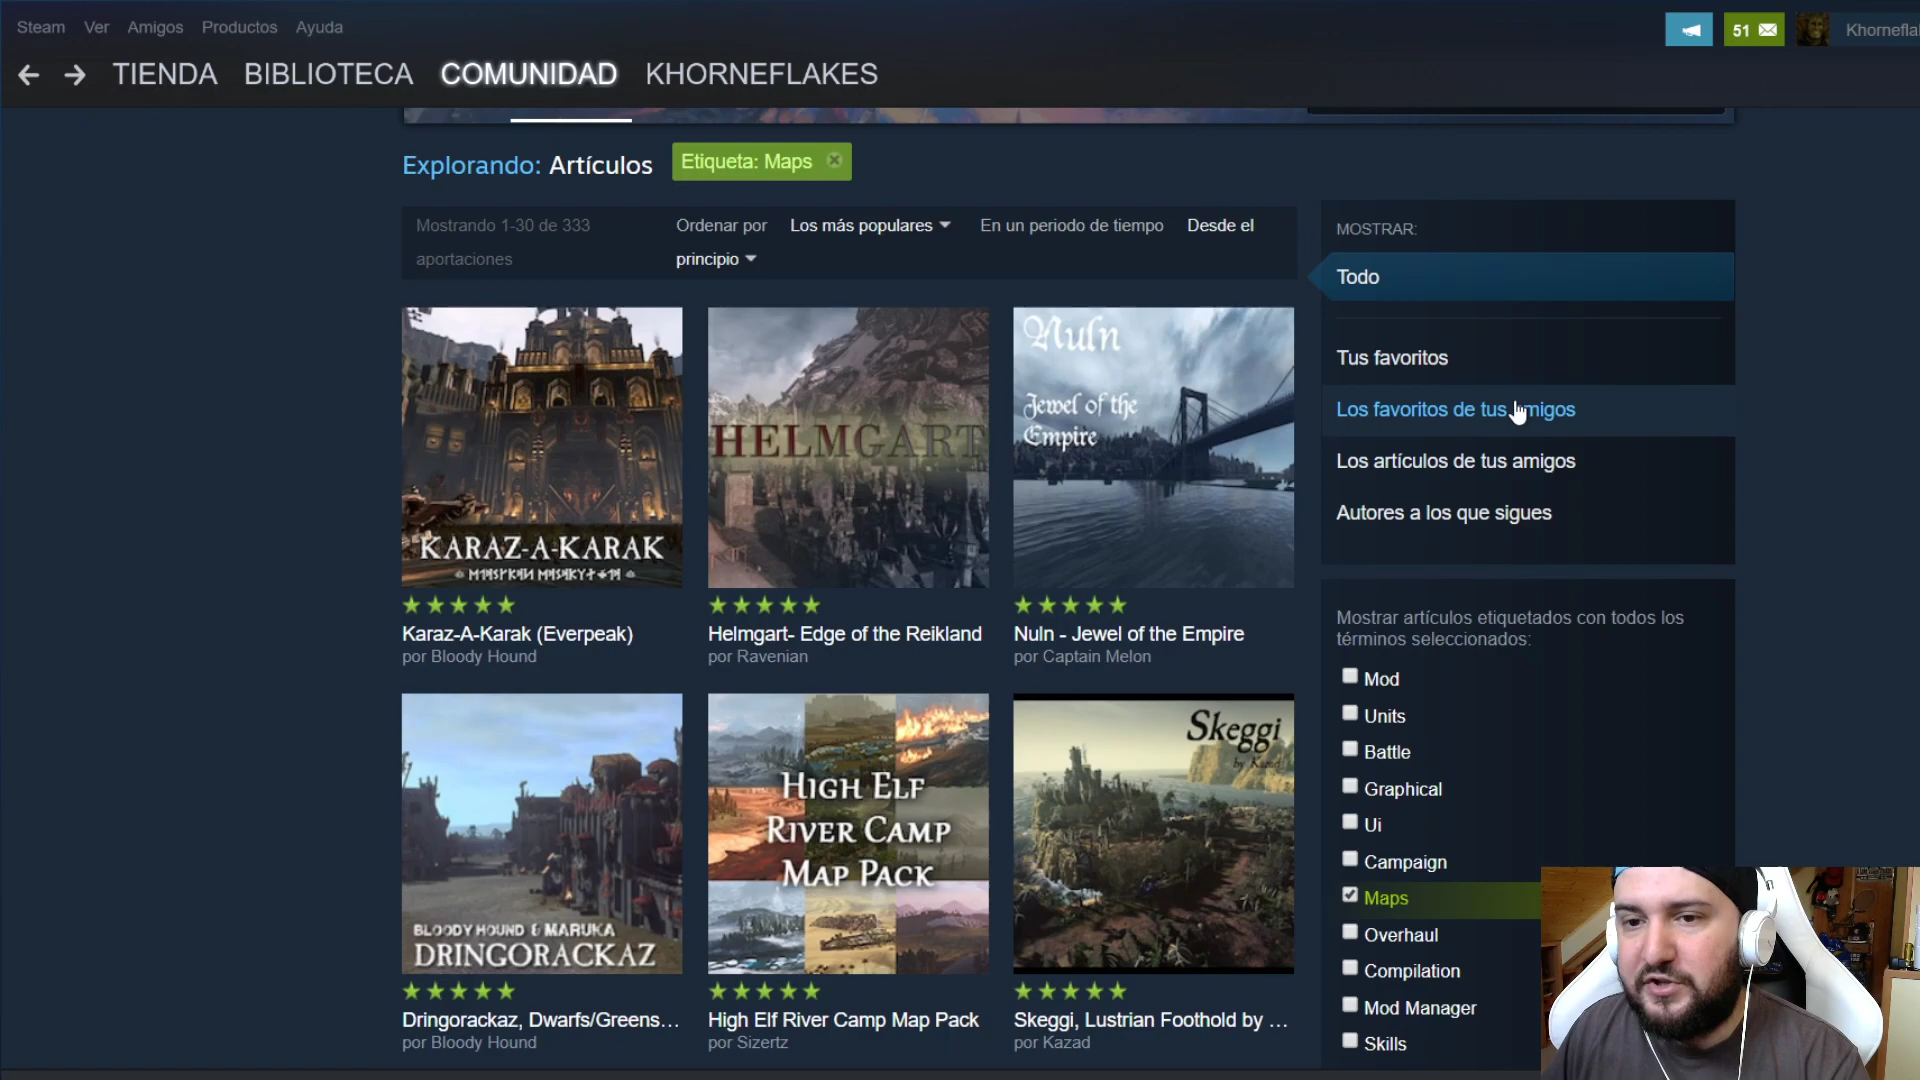 Steam Ver Amigos Productos Ayuda
51
Khornefla
TIENDA BIBLIOTECA COMUNIDAD KHORNEFLAKES
Explorando: Artículos
Etiqueta: Maps
Mostrando 1-30 de 333
aportaciones
Ordenar por Los más populares En un periodo de tiempo Desde el
principio
MOSTRAR:
Todo
Tus favoritos
Los favoritos de tus amigos
Los artículos de tus amigos
Autores a los que sigues
KARAZ-A-KARAK
Karaz-A-Karak (Everpeak)
por Bloody Hound
HELMGART
Helmgart- Edge of the Reikland
por Ravenian
Nuln
Jewel of the
Empire
Nuln - Jewel of the Empire
por Captain Melon
BLOODY HOUND & MARUKA
DRINGORACKAZ
Dringorackaz, Dwarfs/Greens...
por Bloody Hound
HIGH ELF
RIVER CAMP
MAP PACK
High Elf River Camp Map Pack
por Sizertz
Skeggi
by Kazad
Skeggi, Lustrian Foothold by ...
por Kazad
Mostrar artículos etiquetados con todos los
términos seleccionados:
Mod
Units
Battle
Graphical
Ui
Campaign
Maps
Overhaul
Compilation
Mod Manager
Skills